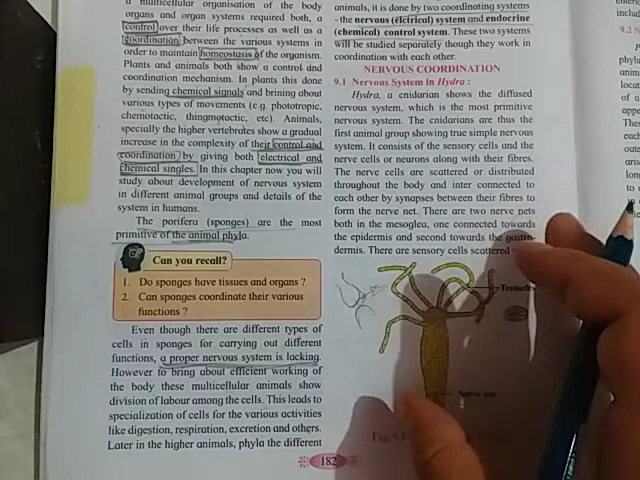 a multicellular organisation of the body
organs and organ systems required both, a
control over their life processes as well as a
coordination between the various systems in
order to maintain homeostasis of the organism.
Plants and animals both show a control and
coordination mechanism. In plants this done
by sending chemical signals and brining about
various types of movements (e.g. phototropic,
chemotactic, thingmotactic, etc). Animals,
specially the higher vertebrates show a gradual
increase in the complexity of their control and
coordination by giving both electrical and
chemical singles. In this chapter now you will
study about development of nervous system
in different animal groups and details of the
system in humans.
The porifera (sponges) are the most
primitive of the animal phyla.
Can you recall?
1. Do sponges have tissues and organs ?
2. Can sponges coordinate their various
functions ?
Even though there are different types of
cells in sponges for carrying out different
functions, a proper nervous system is lacking.
However to bring about efficient working of
the body these multicellular animals show
division of labour among the cells. This leads to
specialization of cells for the various activities
like digestion, respiration, excretion and others.
Later in the higher animals, phyla the different
182
animals, it is done by two coordinating systems
- the nervous (elctrical) system and endocrine
(chemical) control system. These two systems
will be studied separately though they work in
coordination with each other.
NERVOUS COORDINATION
9.1 Nervous System in Hydra :
Hydra, a cnidarian shows the diffused
nervous system, which is the most primitive
nervous system. The cnidarians are thus the
first animal group showing true simple nervous
system. It consists of the sensory cells and the
nerve cells or neurons along with their fibres.
The nerve cells are scattered or distributed
throughout the body and inter connected to
each other by synapses between their fibres to
form the nerve net. There are two nerve nets
both in the mesoglea, one connected towards
the epidermis and second towards the gastro-
dermis. There are sensory cells scattered
Nerve net
Fig.
9.2